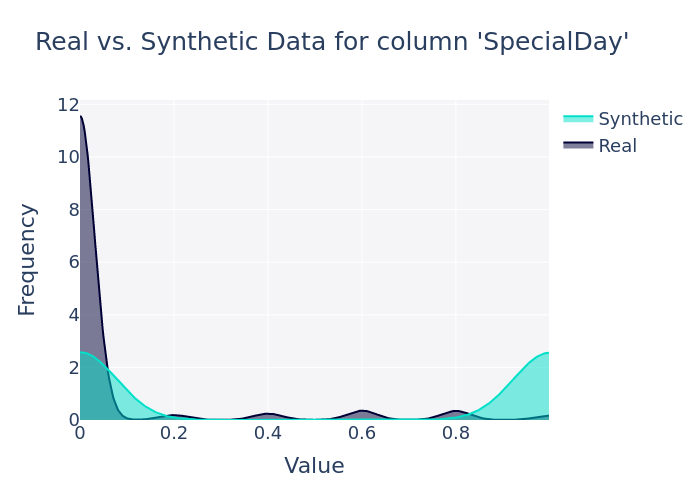 Real vs. Synthetic Data for column 'SpecialDay'
Synthetic
Real
12
10
8
6
4
2
0
Frequency
0
0.2
0.4
0.6
0.8
Value